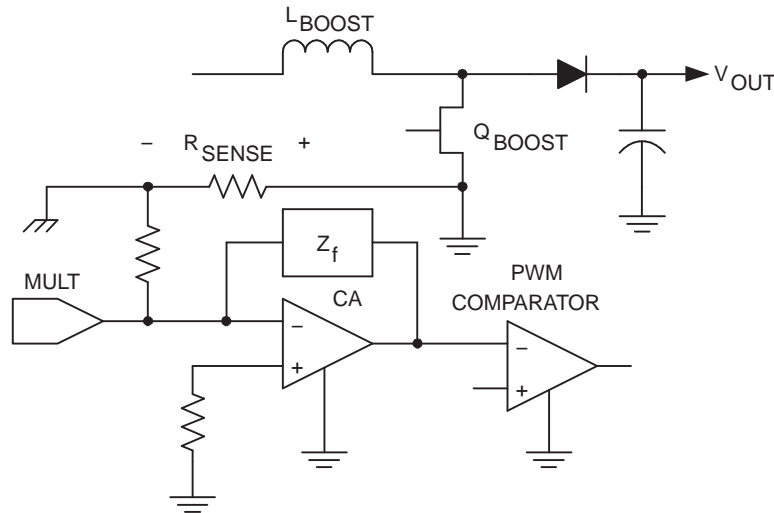 LBOOST
VOUT
– RSENSE +
QBOOST
Zf
MULT
CA
PWM
COMPARATOR
–
+
–
+